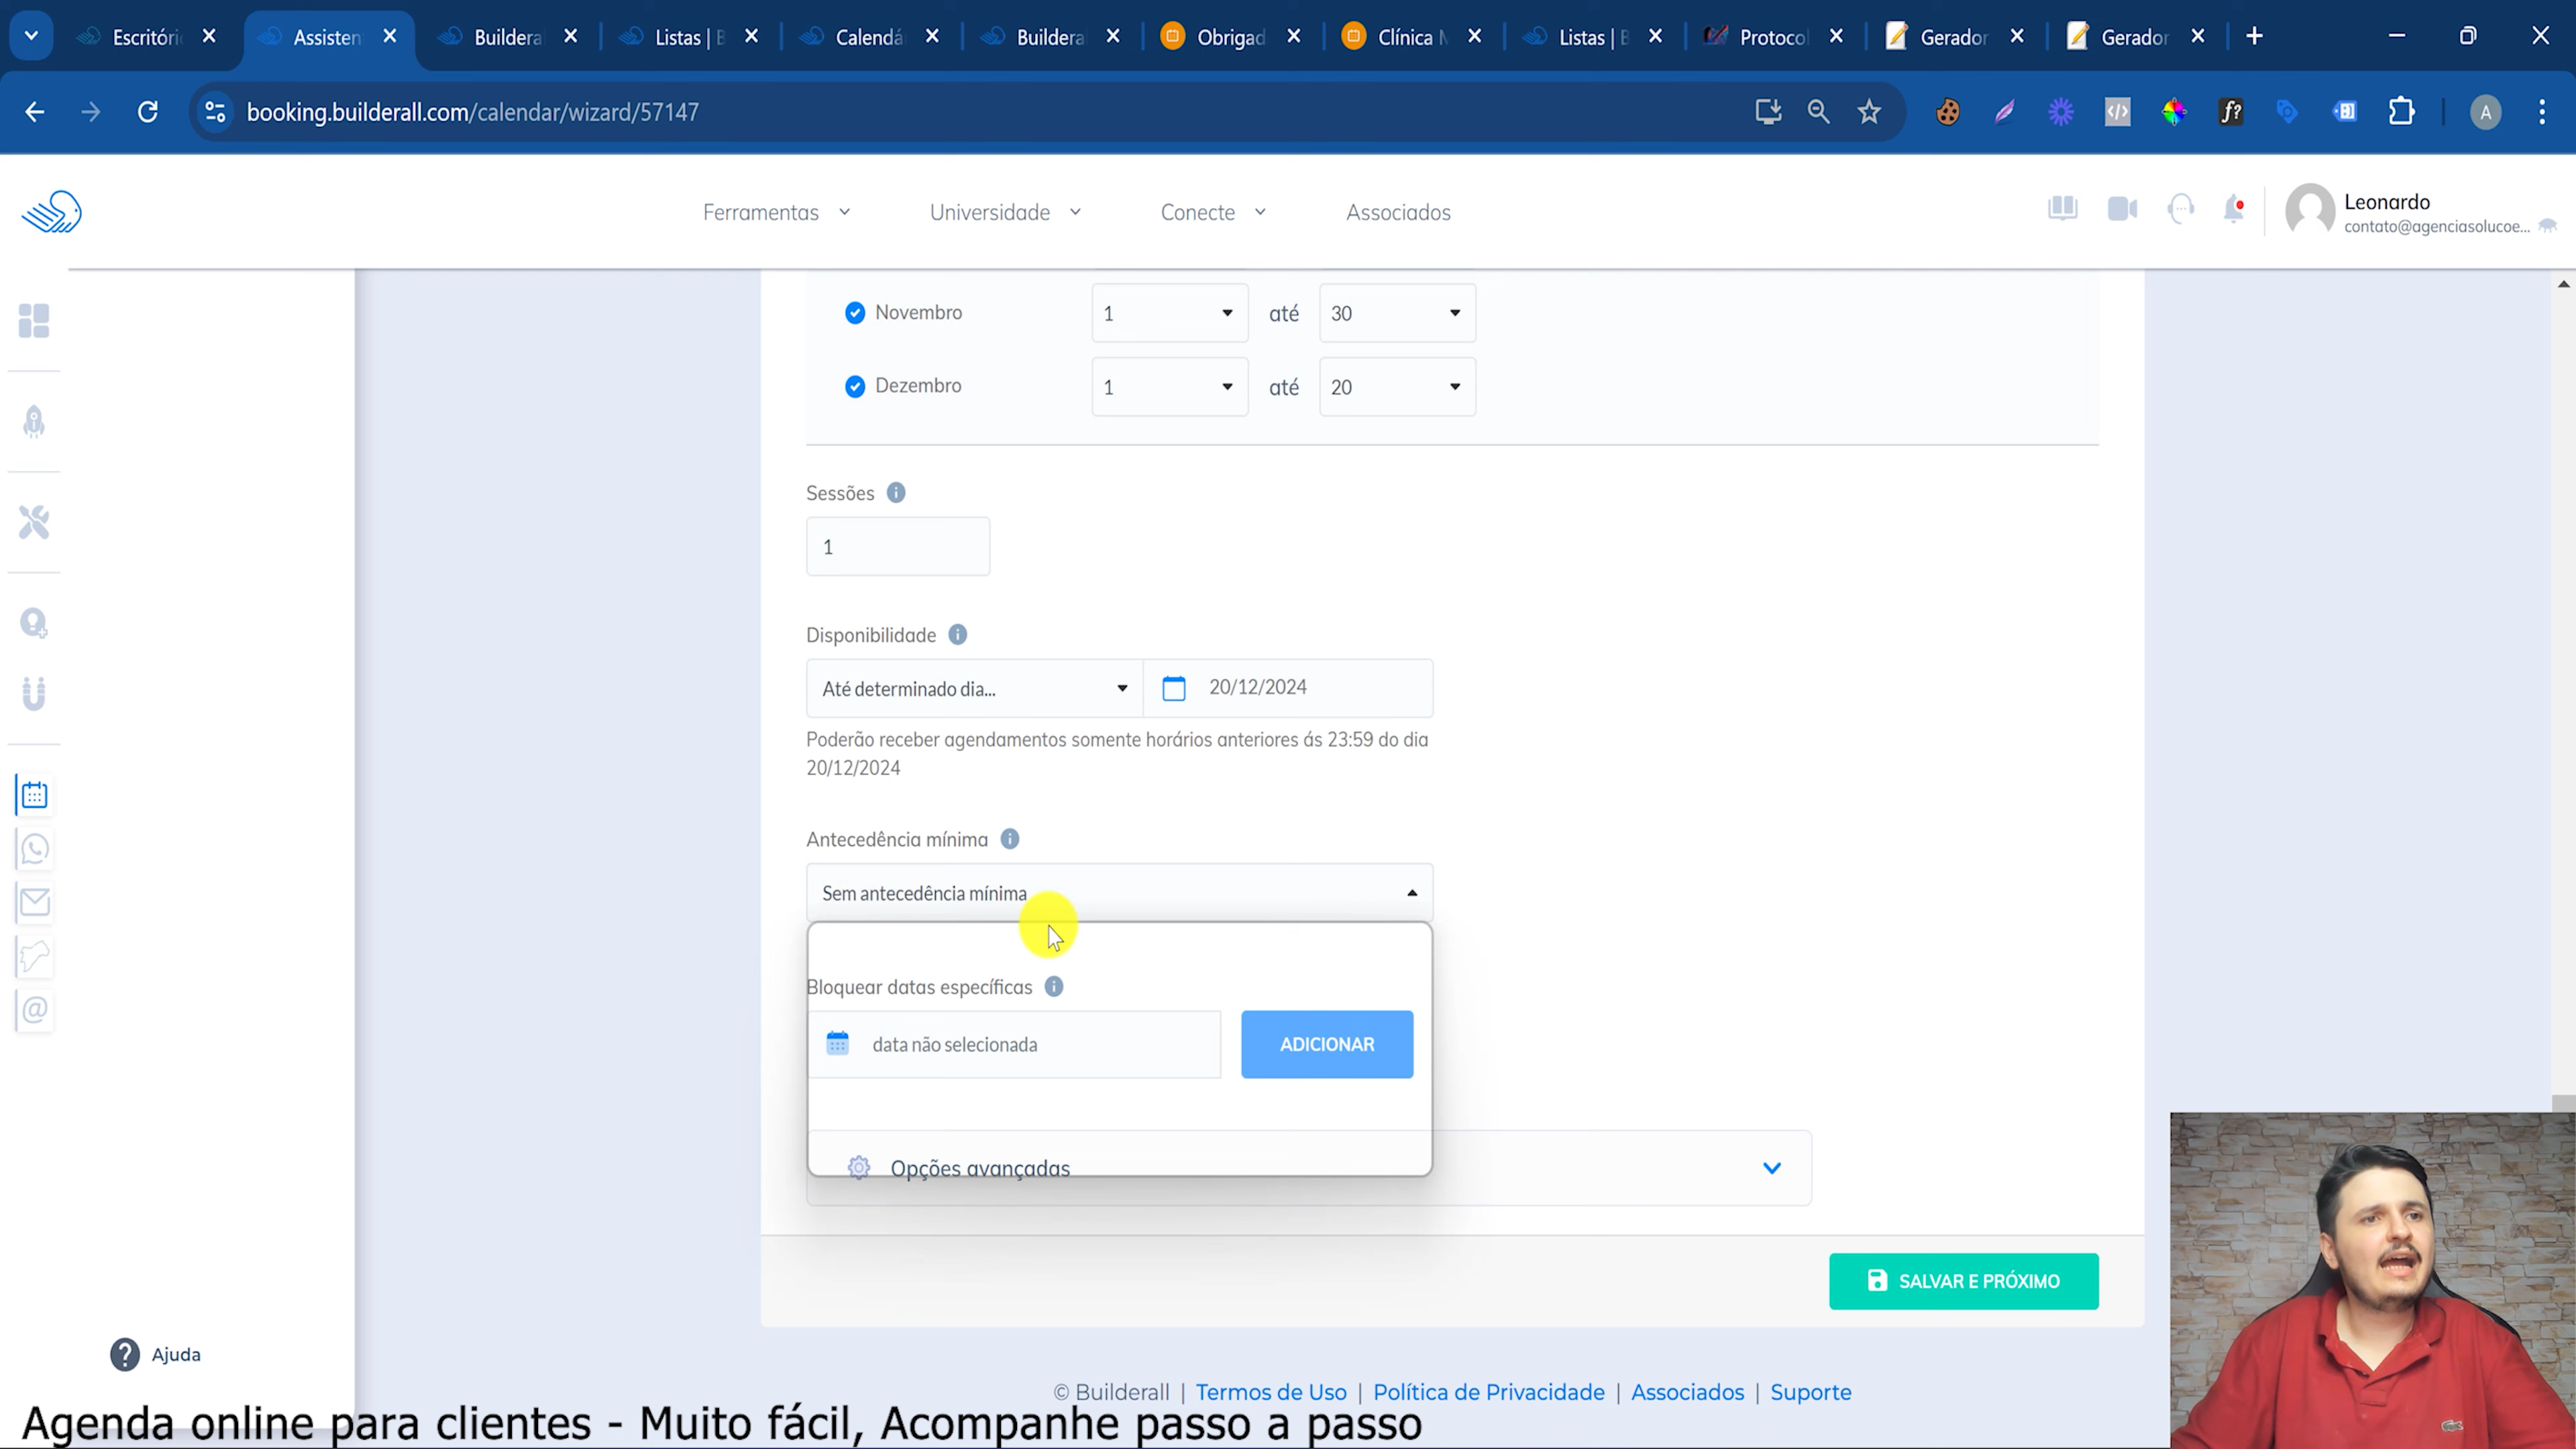 Escritóri
Assisten
Buildera
Listas | B
Calendá
Buildera
Obrigad
Clínica M
Listas | B
Protocol
Gerador
Gerador
booking.builderall.com/calendar/wizard/57147
A
Ferramentas
Universidade
Conecte
Associados
Leonardo
contato@agenciasolucoe...
Novembro 1 até 30
Dezembro 1 até 20
Sessões
1
Disponibilidade
Até determinado dia... 20/12/2024
Poderão receber agendamentos somente horários anteriores ás 23:59 do dia
20/12/2024
Antecedência mínima
Sem antecedência mínima
Bloquear datas específicas
data não selecionada ADICIONAR
Opções avançadas
SALVAR E PRÓXIMO
Ajuda
© Builderall | Termos de Uso | Política de Privacidade | Associados | Suporte
Agenda online para clientes - Muito fácil, Acompanhe passo a passo